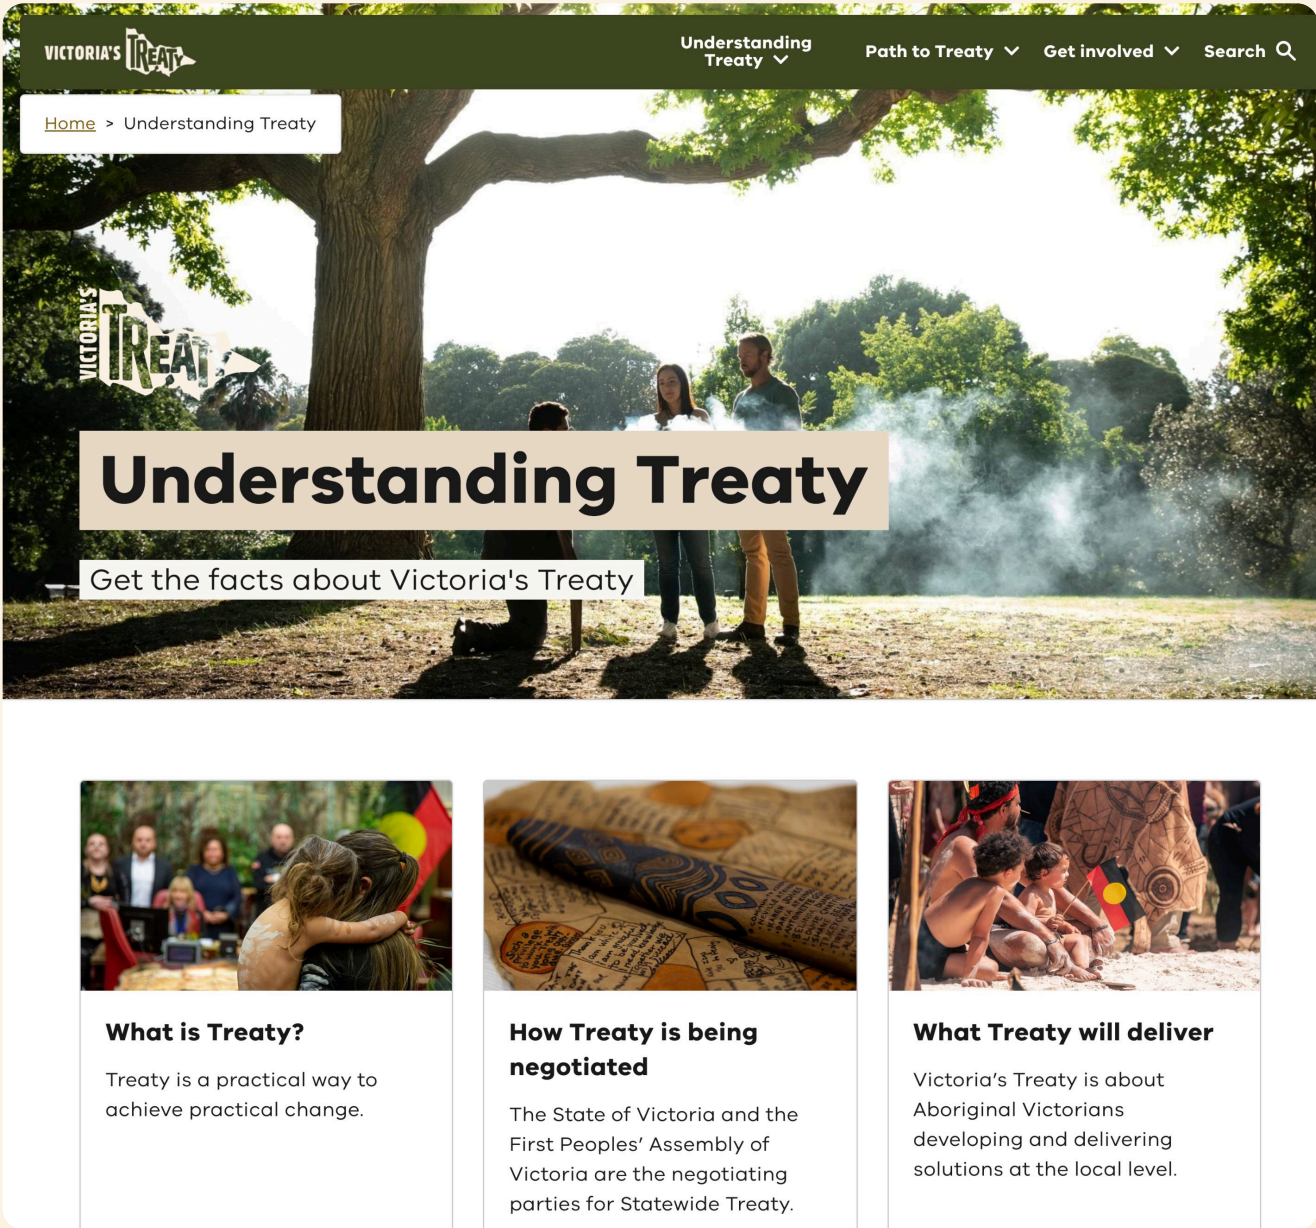 VICTORIA'S TREATY
Understanding
Treaty
Path to Treaty
Get involved
Search
Home > Understanding Treaty
VICTORIA'S
TREATY
Understanding Treaty
Get the facts about Victoria's Treaty
What is Treaty?
Treaty is a practical way to
achieve practical change.
How Treaty is being
negotiated
The State of Victoria and the
First Peoples’ Assembly of
Victoria are the negotiating
parties for Statewide Treaty.
What Treaty will deliver
Victoria’s Treaty is about
Aboriginal Victorians
developing and delivering
solutions at the local level.